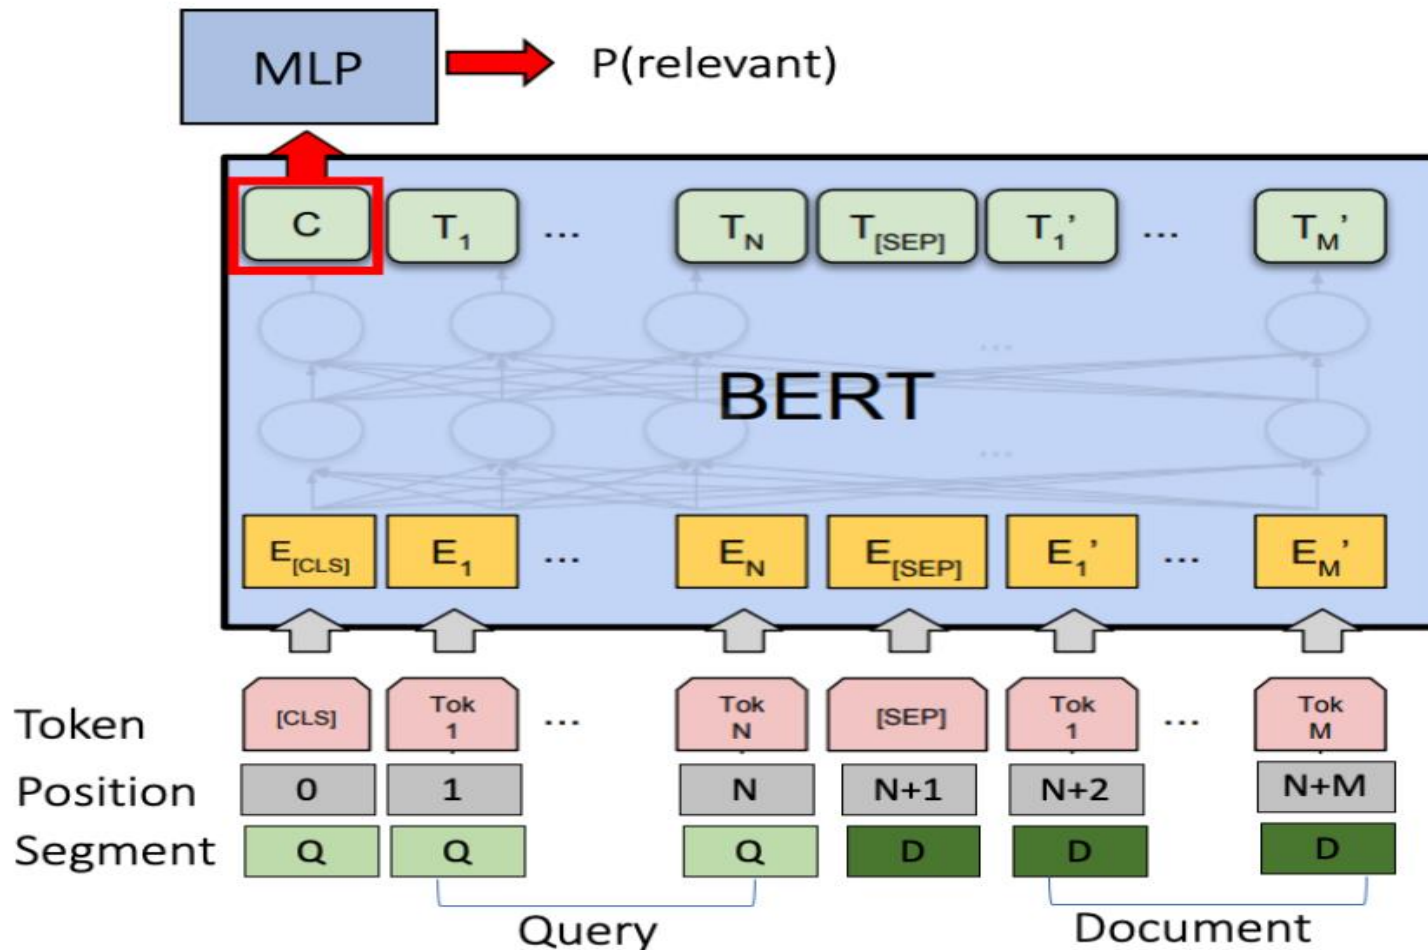 MLP P(relevant)
C T1 ... TN T[SEP] T1' ... TM'
...
BERT
...
E[CLS] E1 ... EN E[SEP] E1' ... EM'
Token [CLS] Tok 1 ... Tok N [SEP] Tok 1 ... Tok M
Position 0 1 N N+1 N+2 N+M
Segment Q Q Q D D D
Query Document